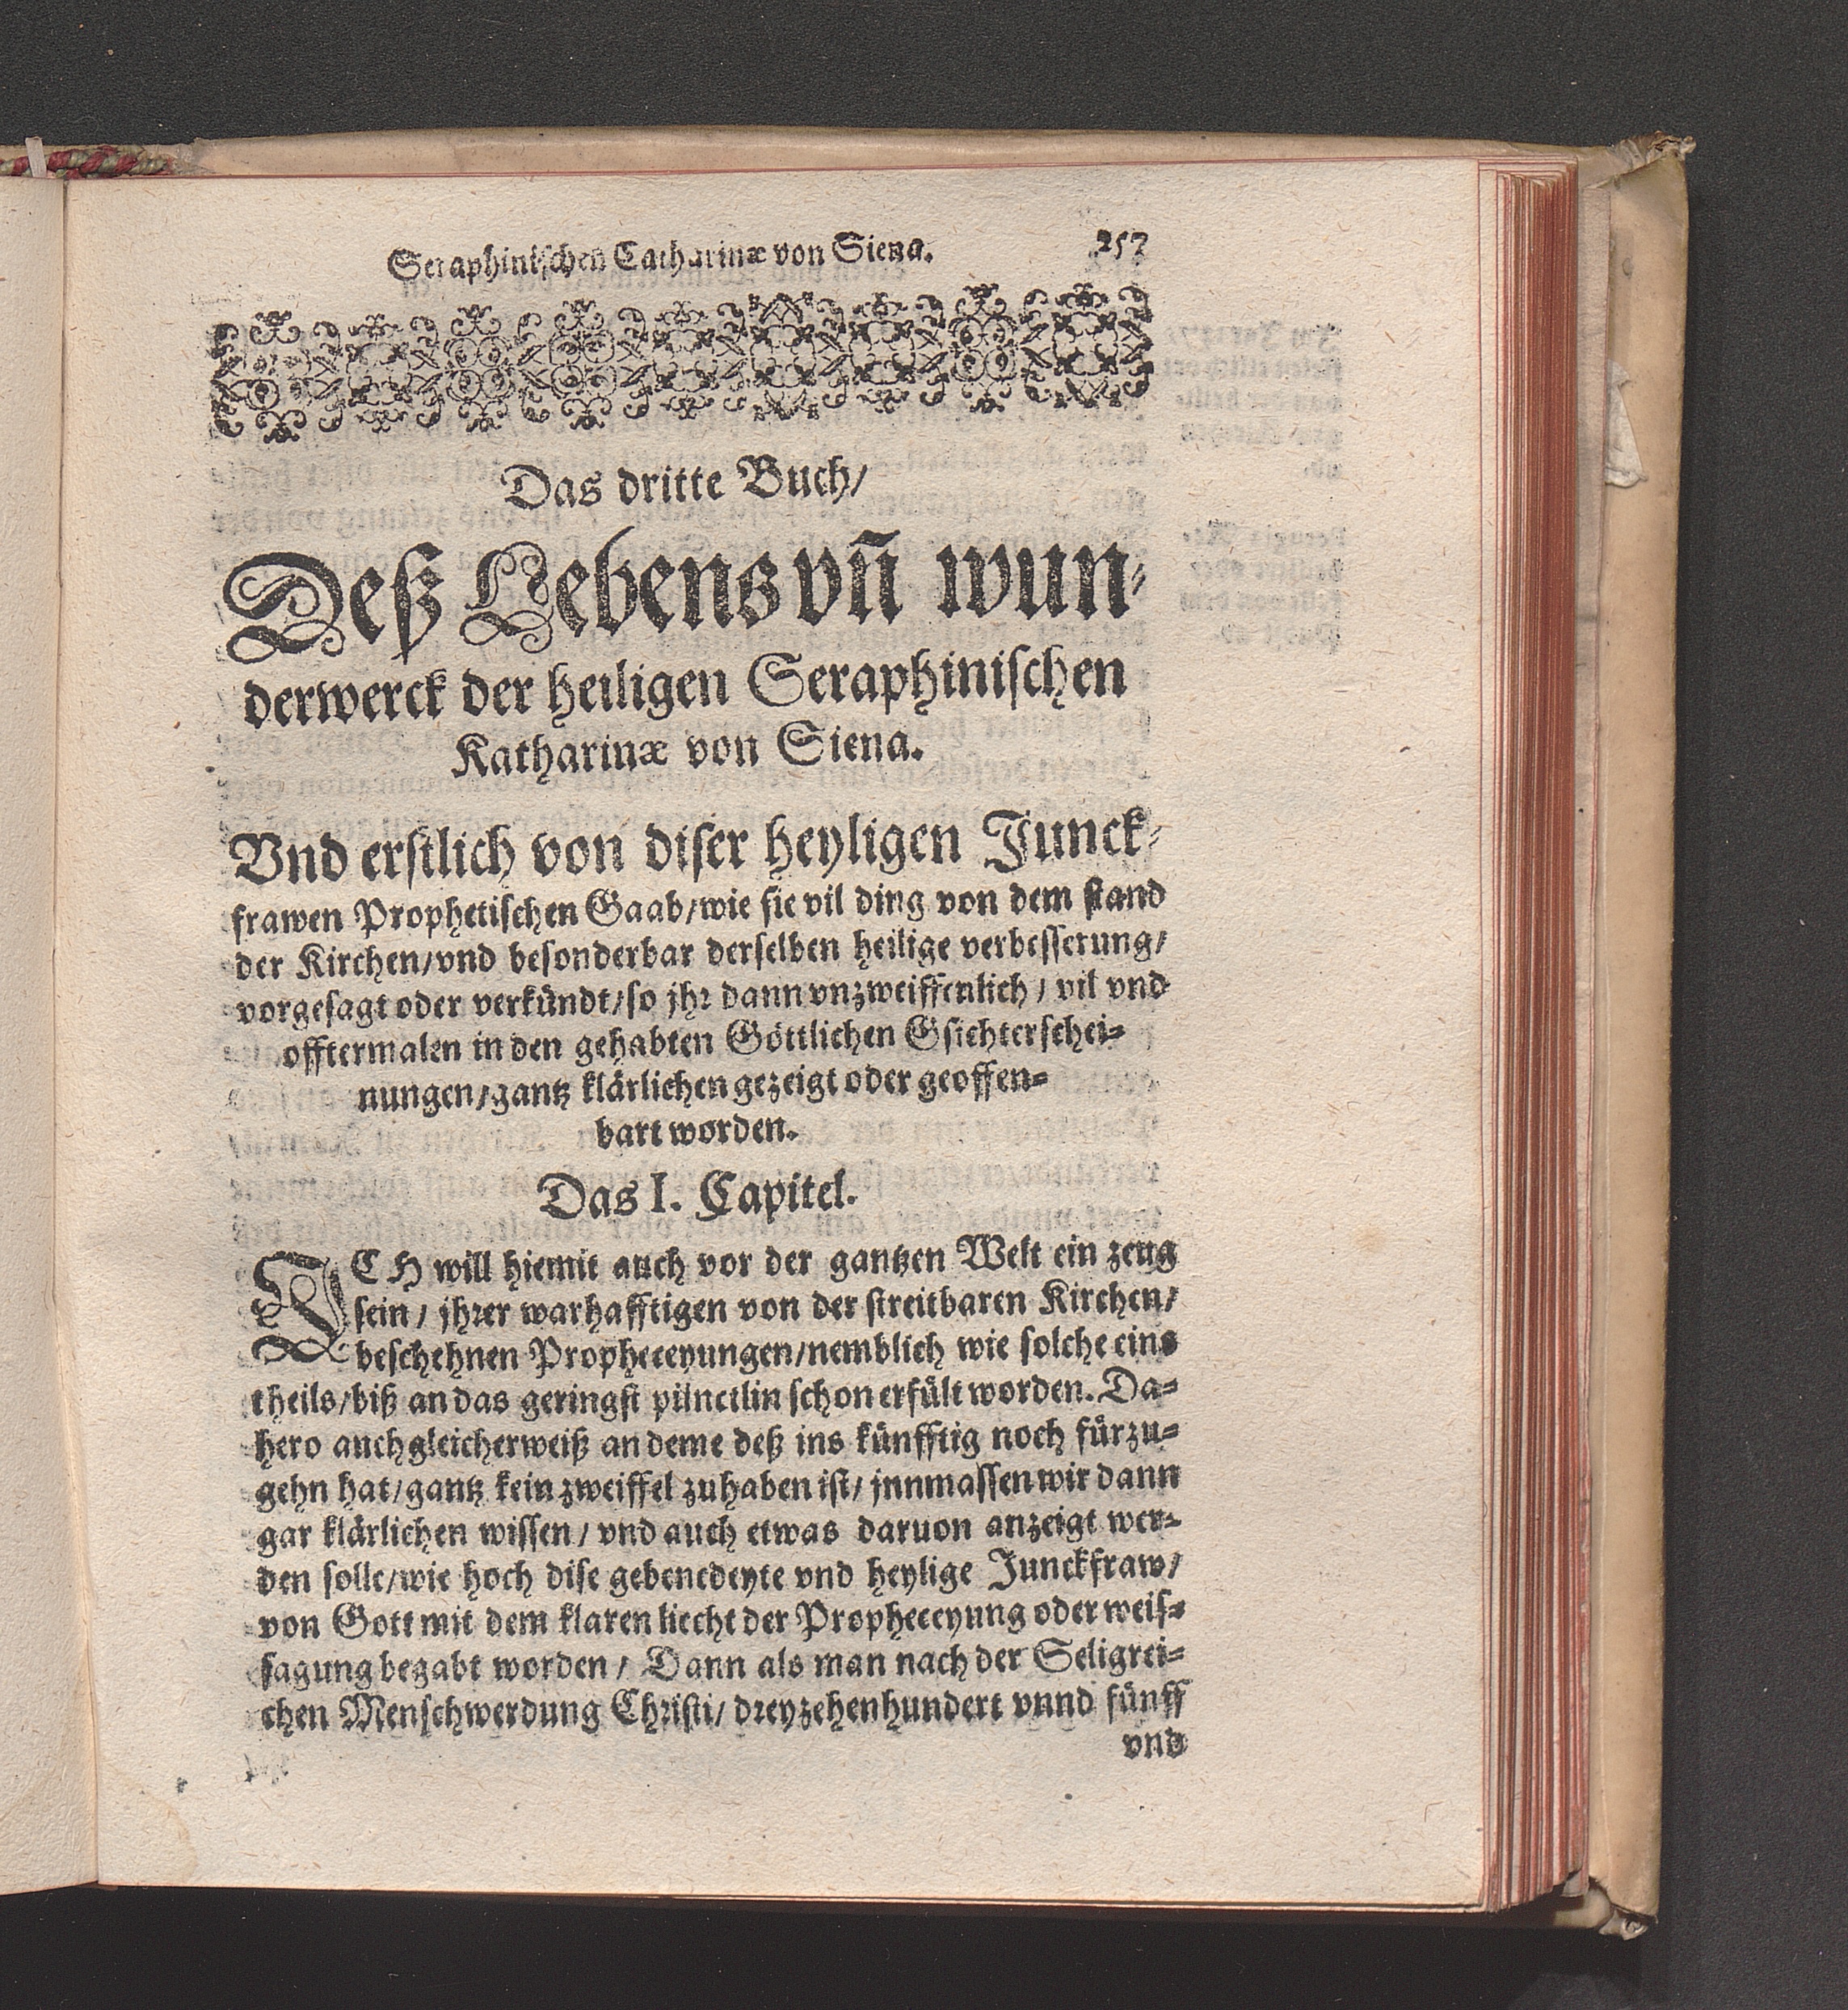 Seraphinischen Catharinæ von Siena. 257
Das dritte Buch/
Deß Lebens vñ wun-
derwerck der heiligen Seraphinischen
Katharinæ von Siena.
Vnd erstlich von diser heyligen Junck-
frawen Prophetischen Gaab/wie sie vil ding von dem stand
der Kirchen/vnd besonderbar derselben heilige verbesserung/
vorgesagt oder verkündt/so jhr dann vnzweiffenlich/ vil vnd
offtermalen in den gehabten Göttlichen Gsichterschei-
nungen/gantz klärlichen gezeigt oder geoffen-
bart worden.
Das I. Capitel.
ICH will hiemit auch vor der gantzen Welt ein zeug
sein/ jhrer warhafftigen von der streitbaren Kirchen/
beschehnen Propheceyungen/nemblich wie solche eins
theils/biß an das geringst pünctlin schon erfült worden. Da-
hero auch gleicherweiß an deme deß ins künfftig noch fürzu-
gehn hat/gantz kein zweiffel zuhaben ist/ jnnmassen wir dann
gar klärlichen wissen/ vnd auch etwas daruon anzeigt wer-
den solle/wie hoch dise gebenedeyte vnd heylige Junckfraw/
von Gott mit dem klaren liecht der Propheceyung oder weis-
sagung begabt worden/ Dann als man nach der Seligrei-
chen Menschwerdung Christi/ dreyzehenhundert vnnd fünff
vnd